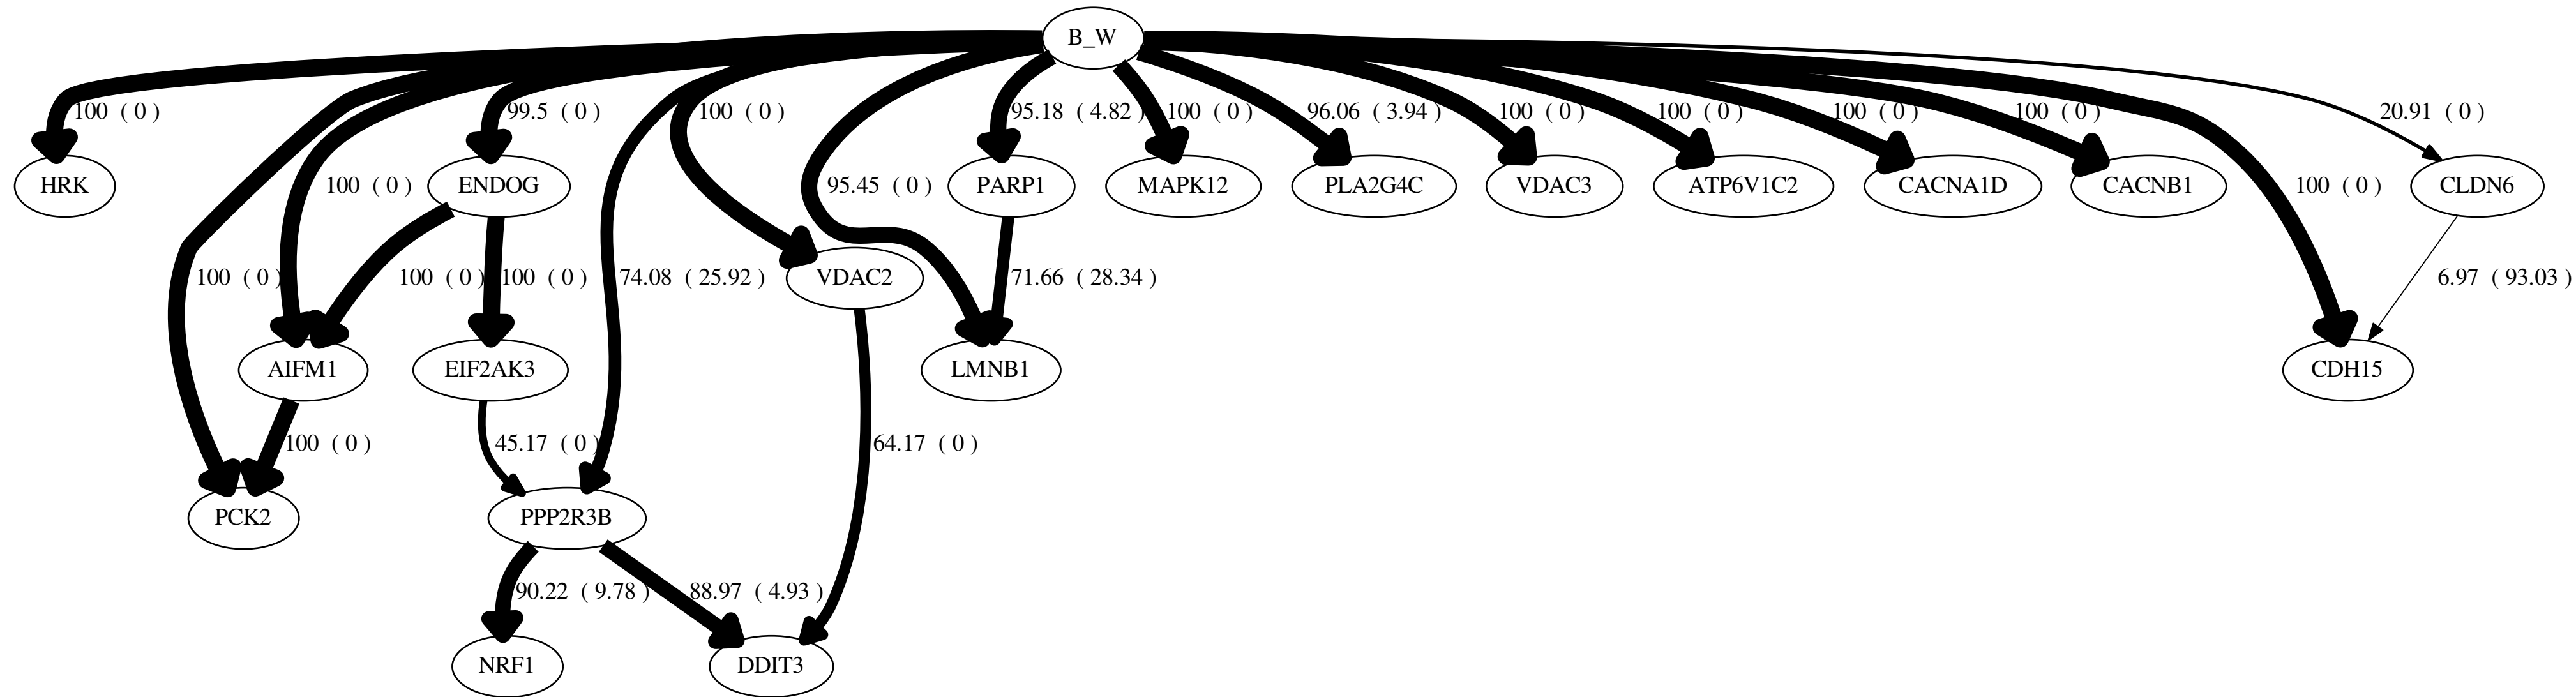 B_W
100 ( 0 )
99.5 ( 0 )
100 ( 0 )
95.18 ( 4.82 )
100 ( 0 )
96.06 ( 3.94 )
100 ( 0 )
100 ( 0 )
100 ( 0 )
100 ( 0 )
20.91 ( 0 )
HRK
100 ( 0 )
ENDOG
95.45 ( 0 )
PARP1
MAPK12
PLA2G4C
VDAC3
ATP6V1C2
CACNA1D
CACNB1
100 ( 0 )
CLDN6
100 ( 0 )
100 ( 0 )
100 ( 0 )
74.08 ( 25.92 )
VDAC2
71.66 ( 28.34 )
6.97 ( 93.03 )
AIFM1
EIF2AK3
LMNB1
CDH15
100 ( 0 )
45.17 ( 0 )
64.17 ( 0 )
PCK2
PPP2R3B
90.22 ( 9.78 )
88.97 ( 4.93 )
NRF1
DDIT3